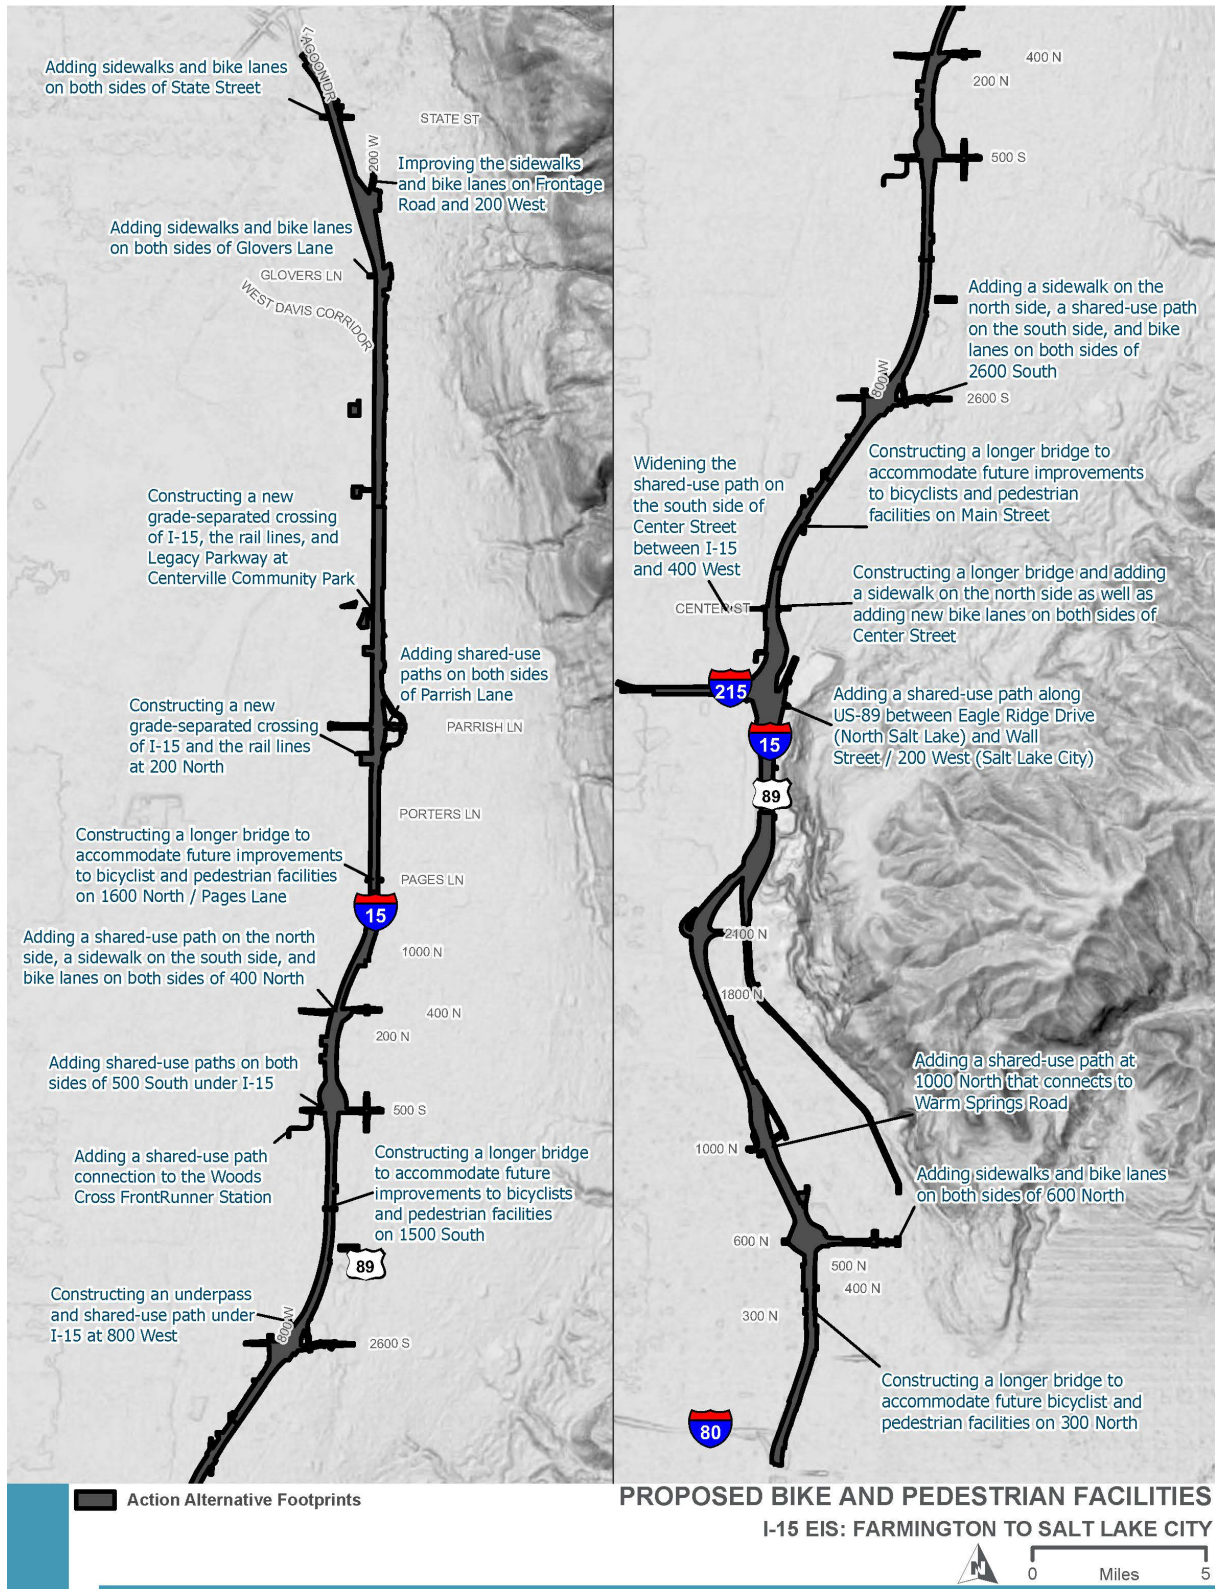 LAGOON DR
Adding sidewalks and bike lanes
on both sides of State Street
STATE ST
200 W
Improving the sidewalks
and bike lanes on Frontage
Road and 200 West
Adding sidewalks and bike lanes
on both sides of Glovers Lane
GLOVERS LN
WEST DAVIS CORRIDOR
Constructing a new
grade-separated crossing
of I-15, the rail lines, and
Legacy Parkway at
Centerville Community Park
Adding shared-use
paths on both sides
of Parrish Lane
Constructing a new
grade-separated crossing
of I-15 and the rail lines
at 200 North
PARRISH LN
PORTERS LN
Constructing a longer bridge to
accommodate future improvements
to bicyclist and pedestrian facilities
on 1600 North / Pages Lane
PAGES LN
15
Adding a shared-use path on the north
side, a sidewalk on the south side, and
bike lanes on both sides of 400 North
1000 N
400 N
200 N
Adding shared-use paths on both
sides of 500 South under I-15
500 S
Adding a shared-use path
connection to the Woods
Cross FrontRunner Station
Constructing a longer bridge
to accommodate future
improvements to bicyclists
and pedestrian facilities
on 1500 South
89
Constructing an underpass
and shared-use path under
I-15 at 800 West
800 W
2600 S
400 N
200 N
500 S
Adding a sidewalk on the
north side, a shared-use path
on the south side, and bike
lanes on both sides of
2600 South
800 W
2600 S
Constructing a longer bridge to
accommodate future improvements
to bicyclists and pedestrian
facilities on Main Street
Widening the
shared-use path on
the south side of
Center Street
between I-15
and 400 West
CENTER ST
Constructing a longer bridge and adding
a sidewalk on the north side as well as
adding new bike lanes on both sides of
Center Street
215
15
Adding a shared-use path along
US-89 between Eagle Ridge Drive
(North Salt Lake) and Wall
Street / 200 West (Salt Lake City)
89
2100 N
1800 N
Adding a shared-use path at
1000 North that connects to
Warm Springs Road
1000 N
Adding sidewalks and bike lanes
on both sides of 600 North
600 N
500 N
400 N
300 N
Constructing a longer bridge to
accommodate future bicyclist and
pedestrian facilities on 300 North
80
Action Alternative Footprints
PROPOSED BIKE AND PEDESTRIAN FACILITIES
I-15 EIS: FARMINGTON TO SALT LAKE CITY
N
0 Miles 5